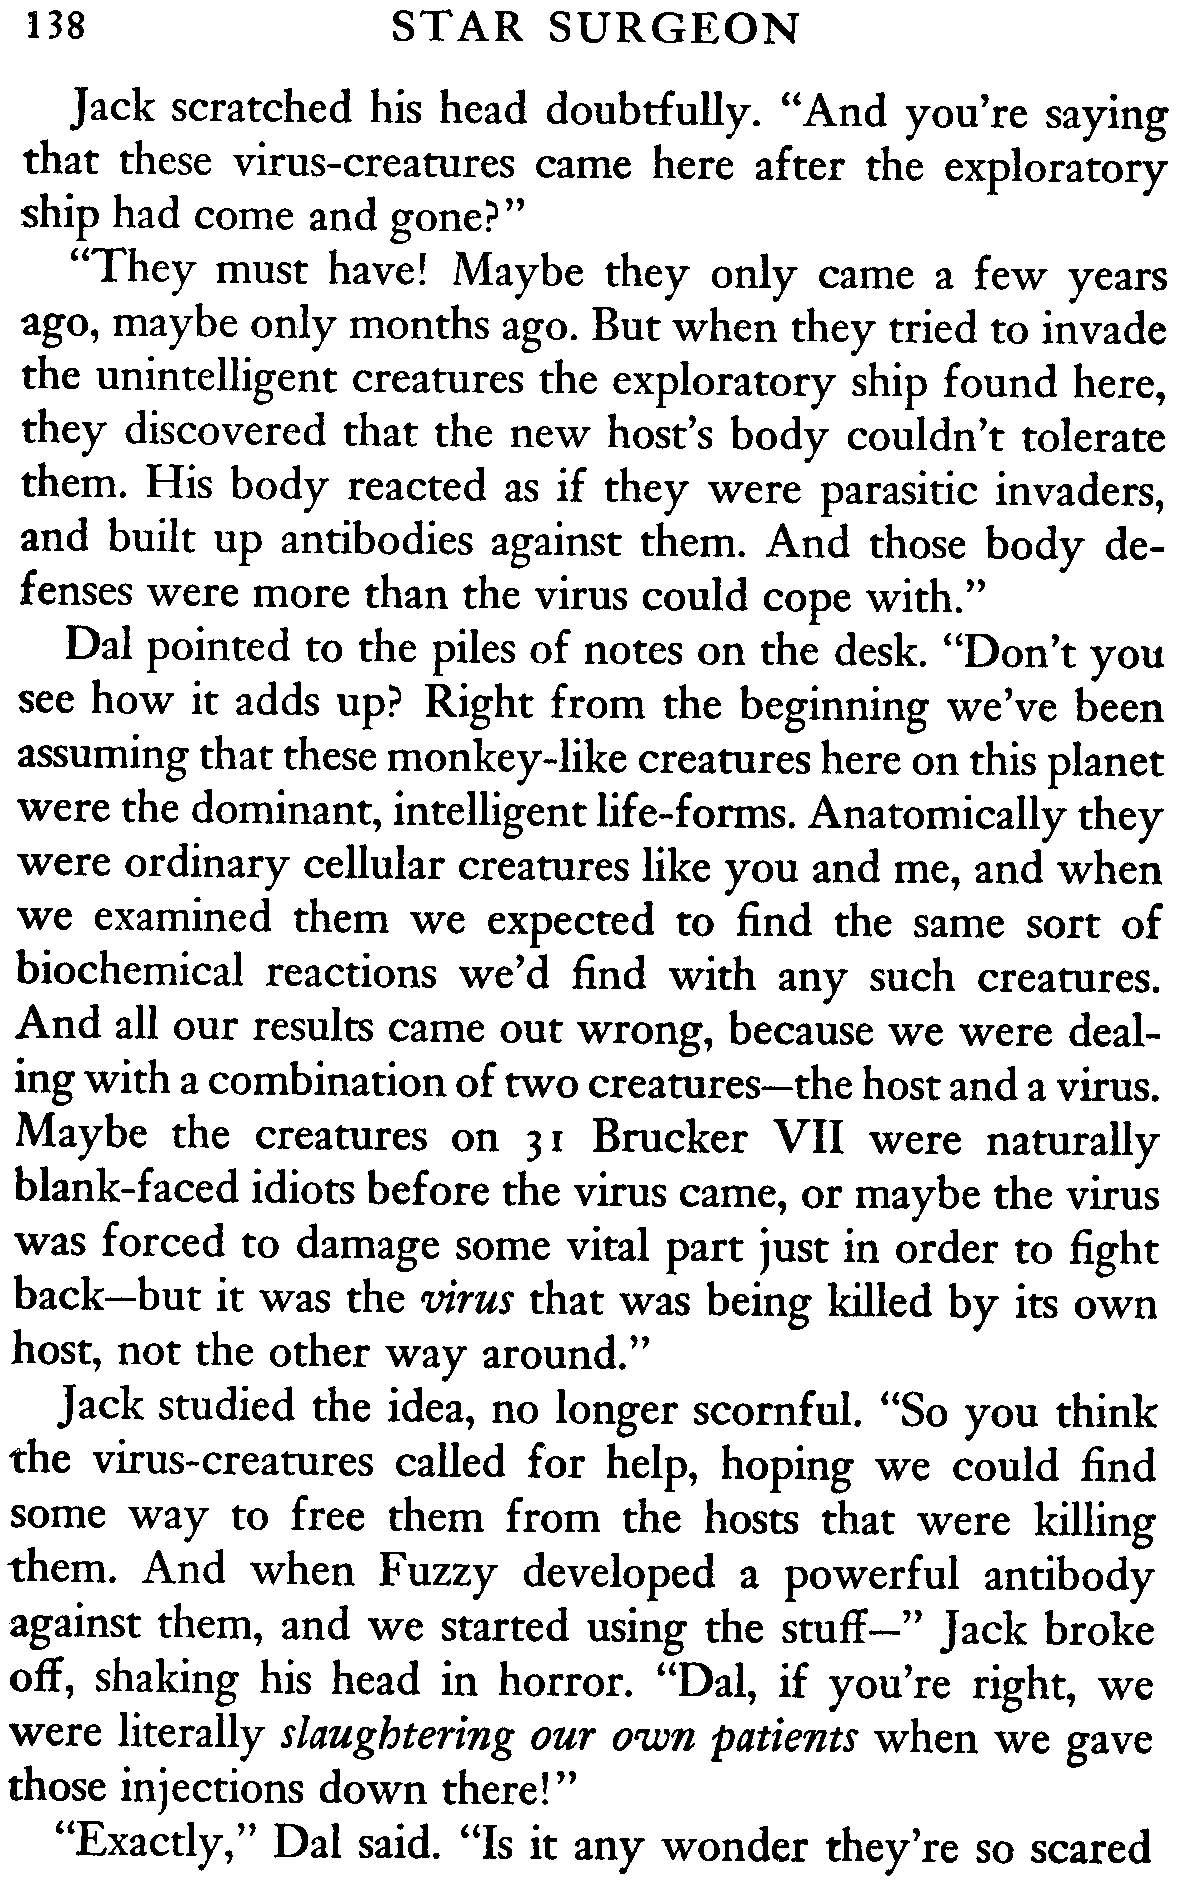 138 STAR SURGEON
Jack scratched his head doubtfully. “And you’re saying
that these virus-creatures came here after the exploratory
ship had come and gone?”
“They must have! Maybe they only came a few years
ago, maybe only months ago. But when they tried to invade
the unintelligent creatures the exploratory ship found here,
they discovered that the new host’s body couldn’t tolerate
them. His body reacted as if they were parasitic invaders,
and built up antibodies against them. And those body de-
fenses were more than the virus could cope with.”
Dal pointed to the piles of notes on the desk. “Don’t you
see how it adds up? Right from the beginning we’ve been
assuming that these monkey-like creatures here on this planet
were the dominant, intelligent life-forms. Anatomically they
were ordinary cellular creatures like you and me, and when
we examined them we expected to find the same sort of
biochemical reactions we’d find with any such creatures.
And all our results came out wrong, because we were deal-
ing with a combination of two creatures—the host and a virus.
Maybe the creatures on 31 Brucker VII were naturally
blank-faced idiots before the virus came, or maybe the virus
was forced to damage some vital part just in order to fight
back—but it was the virus that was being killed by its own
host, not the other way around.”
Jack studied the idea, no longer scornful. “So you think
the virus-creatures called for help, hoping we could find
some way to free them from the hosts that were killing
them. And when Fuzzy developed a powerful antibody
against them, and we started using the stuff—” Jack broke
off, shaking his head in horror. “Dal, if you’re right, we
were literally slaughtering our own patients when we gave
those injections down there!”
“Exactly,” Dal said. “Is it any wonder they’re so scared